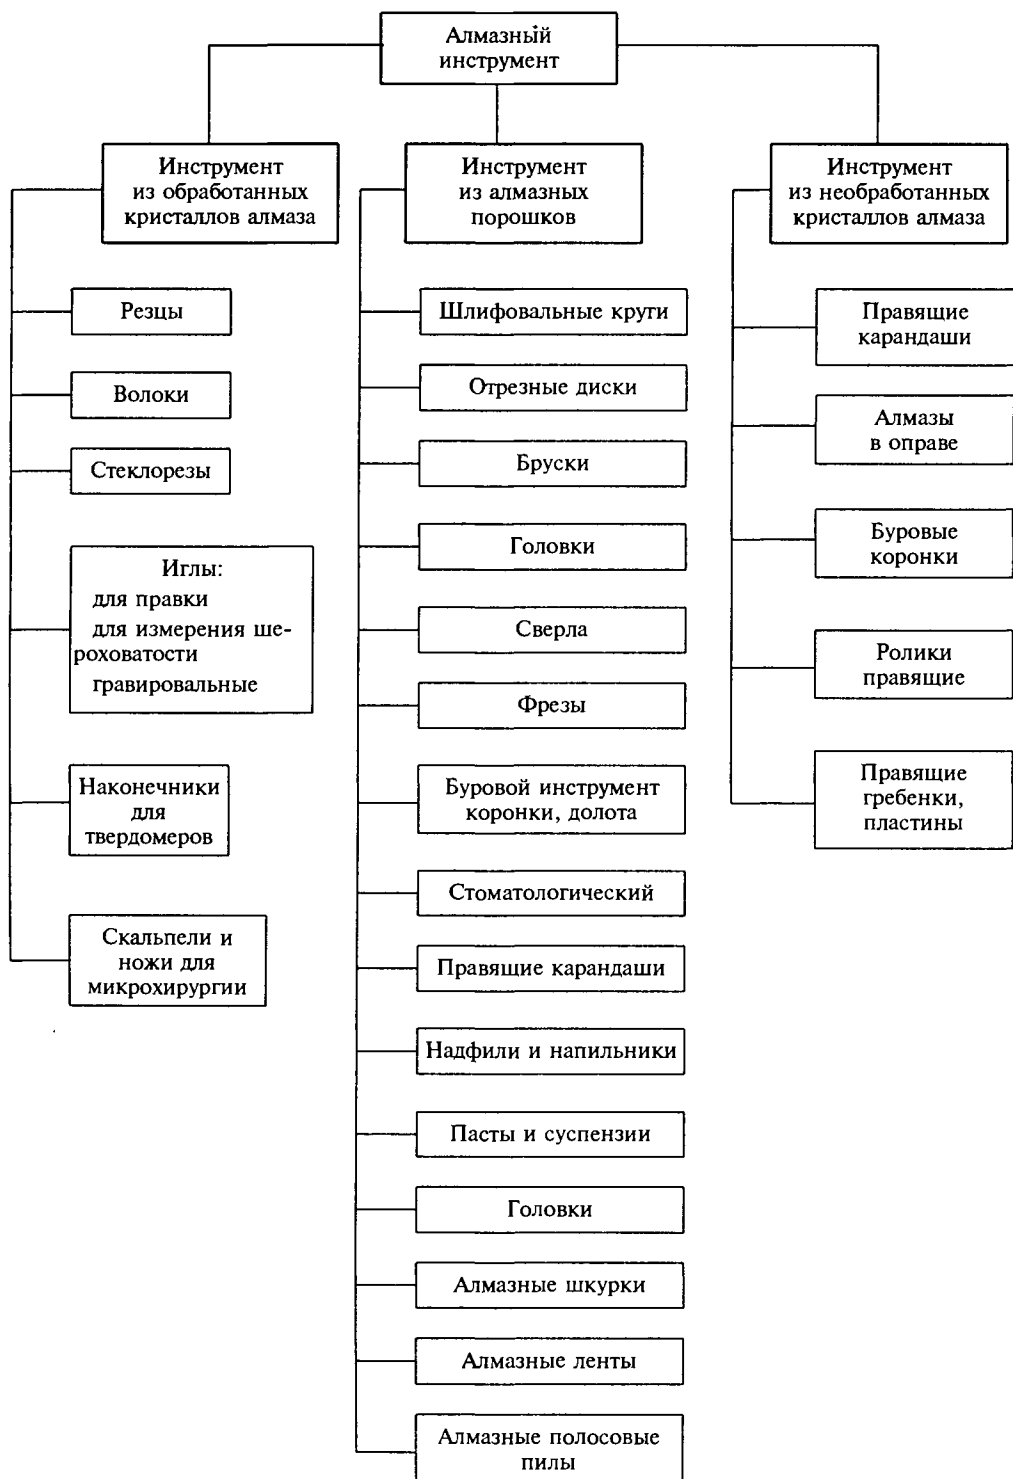 Алмазный
инструмент
Инструмент
из обработанных
кристаллов алмаза
Резцы
Волоки
Стеклорезы
Иглы:
для правки
для измерения ше-
роховатости
гравировальные
Наконечники
для
твердомеров
Скальпели и
ножи для
микрохирургии
Инструмент
из алмазных
порошков
Шлифовальные круги
Отрезные диски
Бруски
Головки
Сверла
Фрезы
Буровой инструмент
коронки, долота
Стоматологический
Правящие карандаши
Надфили и напильники
Пасты и суспензии
Головки
Алмазные шкурки
Алмазные ленты
Алмазные полосовые
пилы
Инструмент
из необработанных
кристаллов алмаза
Правящие
карандаши
Алмазы
в оправе
Буровые
коронки
Ролики
правящие
Правящие
гребенки,
пластины